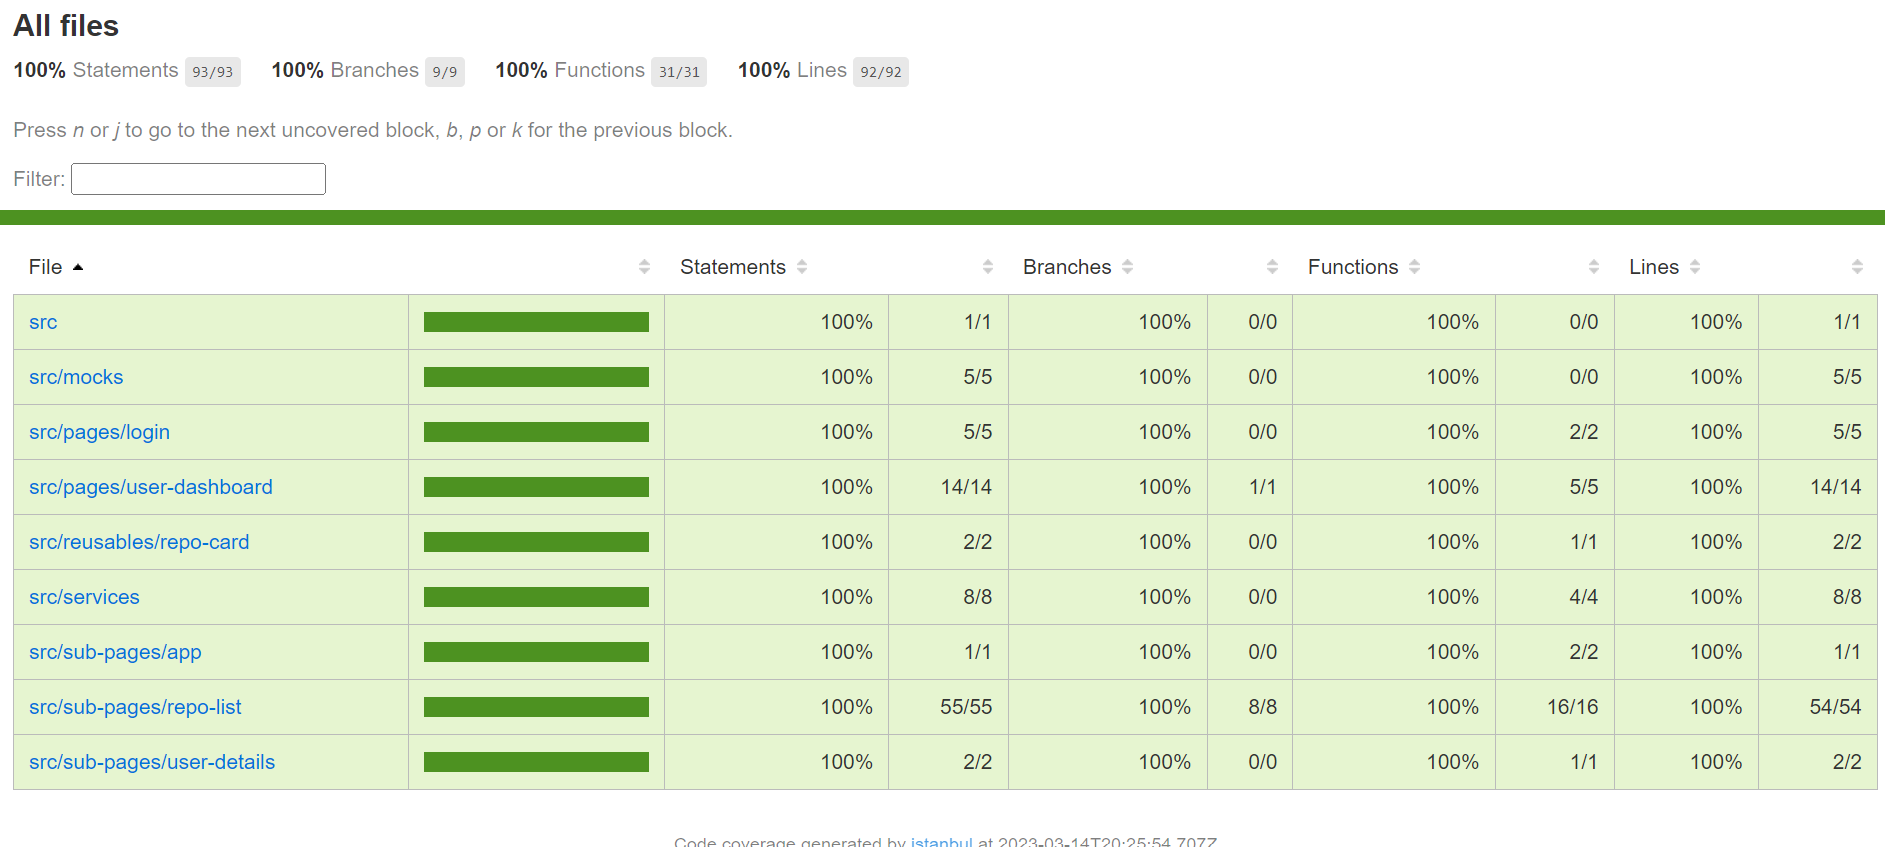 All files
100% Statements 93/93 100% Branches 9/9 100% Functions 31/31 100% Lines 92/92
Press n or j to go to the next uncovered block, b, p or k for the previous block.
Filter:
File Statements Branches Functions Lines
src 100% 1/1 100% 0/0 100% 0/0 100% 1/1
src/mocks 100% 5/5 100% 0/0 100% 0/0 100% 5/5
src/pages/login 100% 5/5 100% 0/0 100% 2/2 100% 5/5
src/pages/user-dashboard 100% 14/14 100% 1/1 100% 5/5 100% 14/14
src/reusables/repo-card 100% 2/2 100% 0/0 100% 1/1 100% 2/2
src/services 100% 8/8 100% 0/0 100% 4/4 100% 8/8
src/sub-pages/app 100% 1/1 100% 0/0 100% 2/2 100% 1/1
src/sub-pages/repo-list 100% 55/55 100% 8/8 100% 16/16 100% 54/54
src/sub-pages/user-details 100% 2/2 100% 0/0 100% 1/1 100% 2/2
Code coverage generated by istanbul at 2023-03-14T20:25:54.707Z